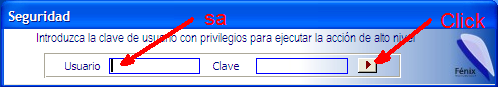 Seguridad
sa
Click
Introduzca la clave de usuario con privilegios para ejecutar la acción de alto nivel
Usuario
Clave
Fénix